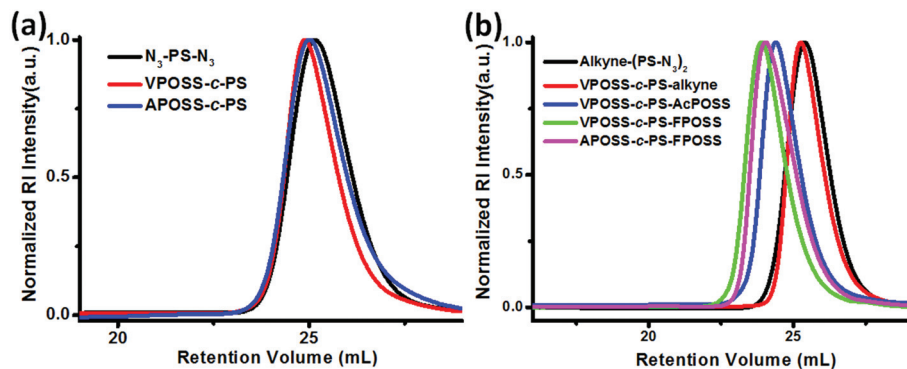 (a)
1.0
0.5
0.0
Normalized RI Intensity(a.u.)
N₃-PS-N₃
VPOSS-c-PS
APOSS-c-PS
20
25
Retention Volume (mL)
(b)
1.0
0.5
0.0
Normalized RI Intensity(a.u.)
Alkyne-(PS-N₃)₂
VPOSS-c-PS-alkyne
VPOSS-c-PS-AcPOSS
VPOSS-c-PS-FPOSS
APOSS-c-PS-FPOSS
20
25
Retention Volume (mL)